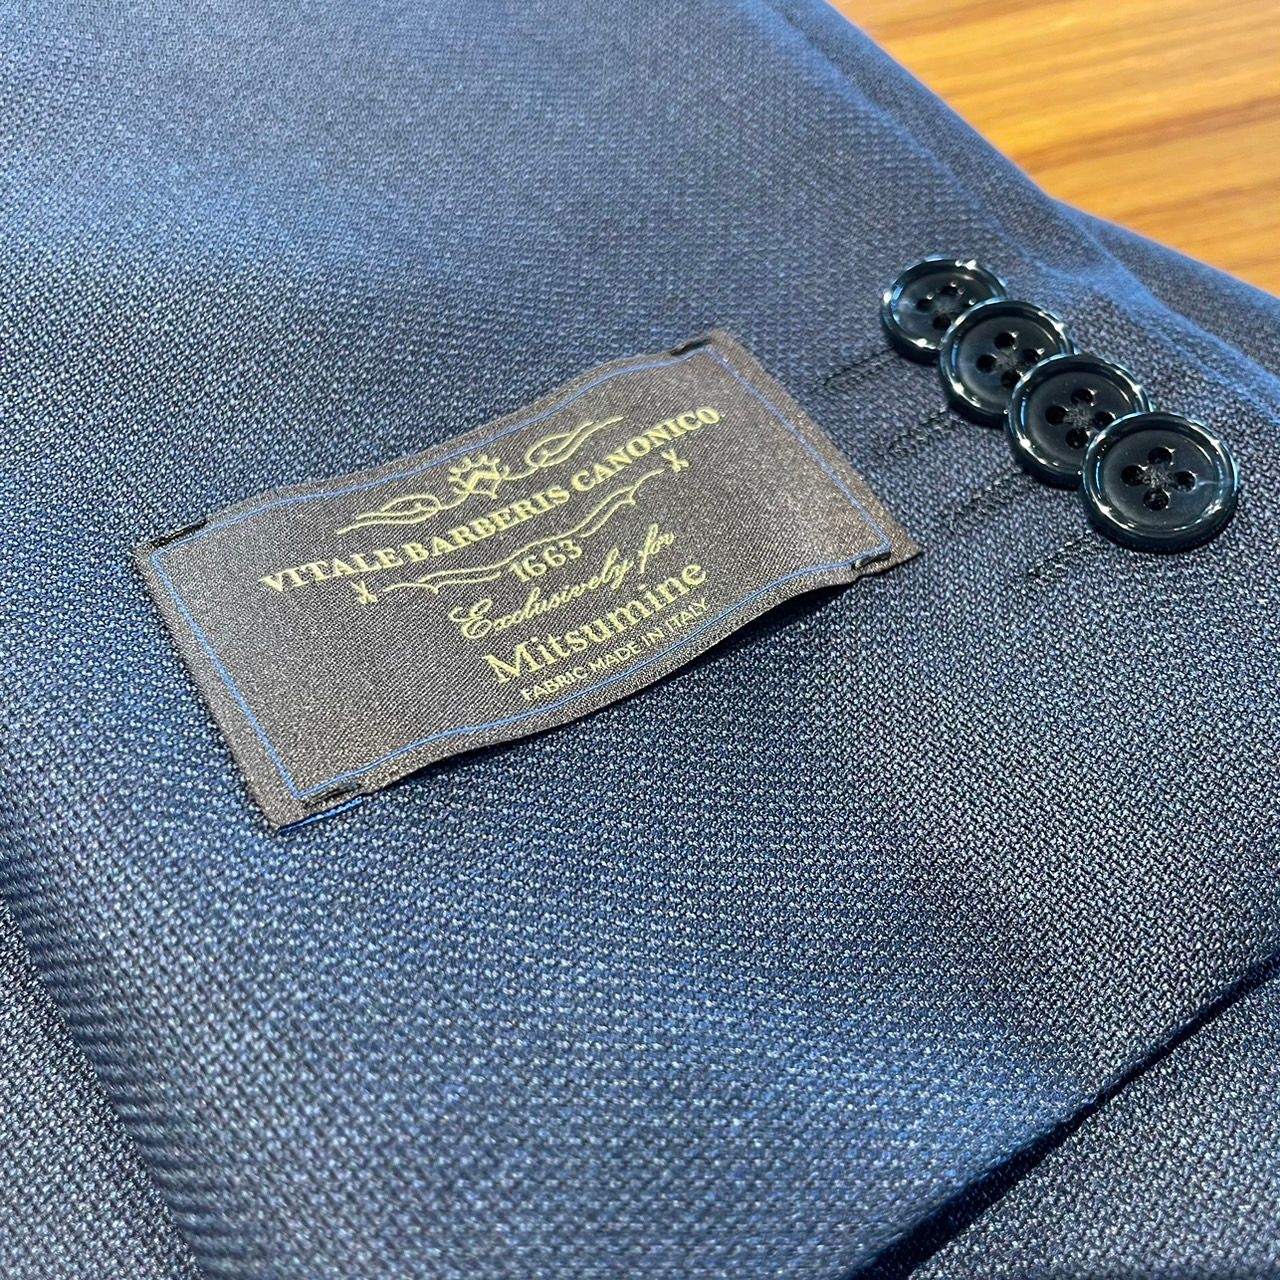 VITALE BARBERIS CANONICO
1663
Exclusively for
Mitsumine
FABRIC MADE IN ITALY